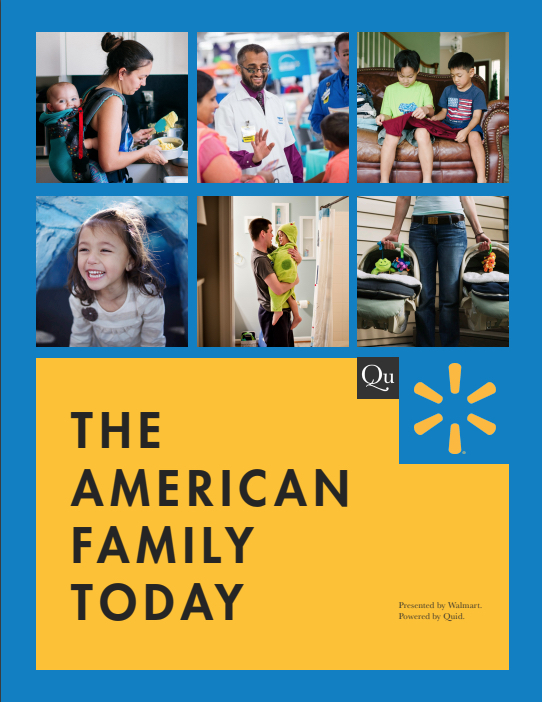 Qu
THE
AMERICAN
FAMILY
TODAY
Presented by Walmart.
Powered by Quid.